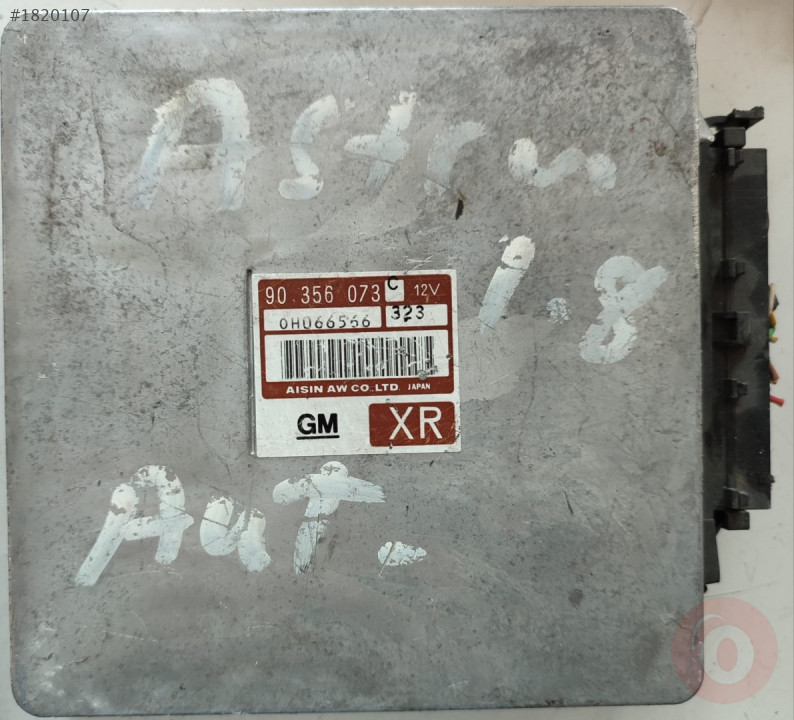 #1820107
Astra
1.8
90 356 073 C 12V
0H066566 323
AISIN AW CO., LTD. JAPAN
GM XR
AuT.